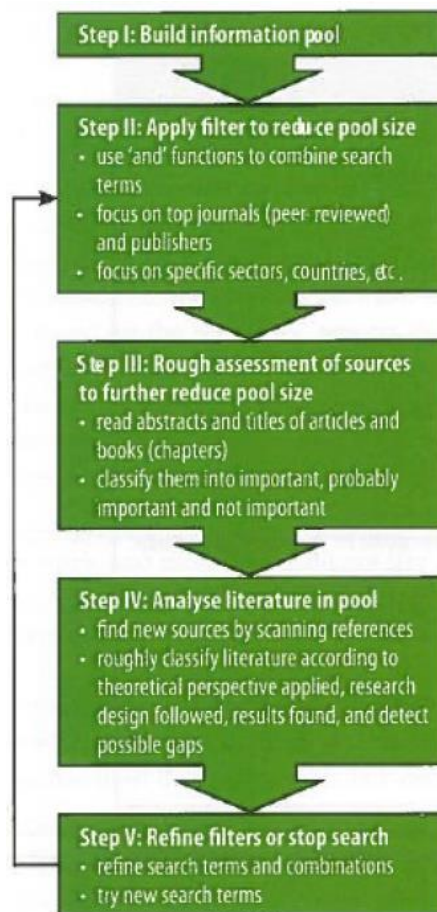 Step I: Build information pool
Step II: Apply filter to reduce pool size
• use 'and' functions to combine search
terms
• focus on top journals (peer-reviewed)
and publishers
• focus on specific sectors, countries, etc.
Step III: Rough assessment of sources
to further reduce pool size
• read abstracts and titles of articles and
books (chapters)
• classify them into important, probably
important and not important
Step IV: Analyse literature in pool
• find new sources by scanning references
• roughly classify literature according to
theoretical perspective applied, research
design followed, results found, and detect
possible gaps
Step V: Refine filters or stop search
• refine search terms and combinations
• try new search terms